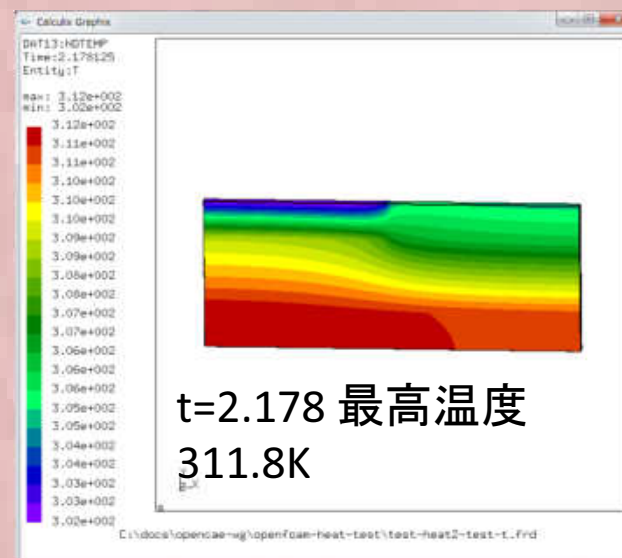 Calculix Graphix
DAT13:NDTEMP
Time:2.178125
Entity:T
max: 3.12e+002
min: 3.02e+002
3.12e+002
3.11e+002
3.11e+002
3.10e+002
3.10e+002
3.10e+002
3.09e+002
3.09e+002
3.08e+002
3.08e+002
3.07e+002
3.07e+002
3.06e+002
3.06e+002
3.06e+002
3.05e+002
3.05e+002
3.04e+002
3.04e+002
3.03e+002
3.03e+002
3.02e+002
t=2.178 最高温度
311.8K
C:\docs\opencae-wg\openfoam-heat-test\test-heat2-test-t.frd